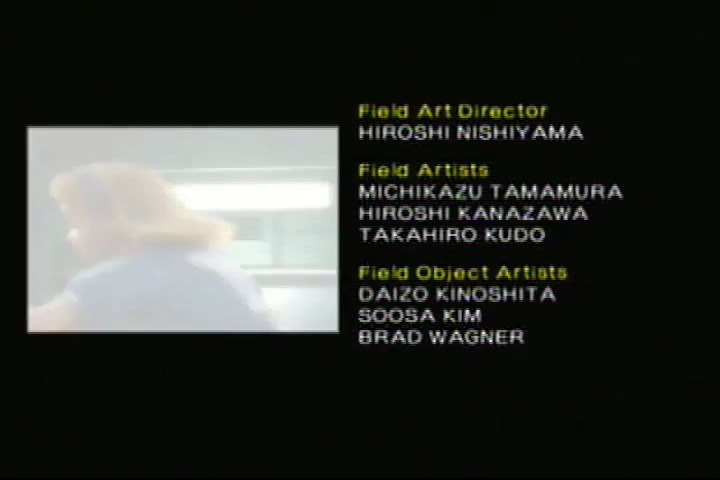 Field Art Director
HIROSHI NISHIYAMA
Field Artists
MICHIKAZU TAMAMURA
HIROSHI KANAZAWA
TAKAHIRO KUDO
Field Object Artists
DAIZO KINOSHITA
SOOSA KIM
BRAD WAGNER